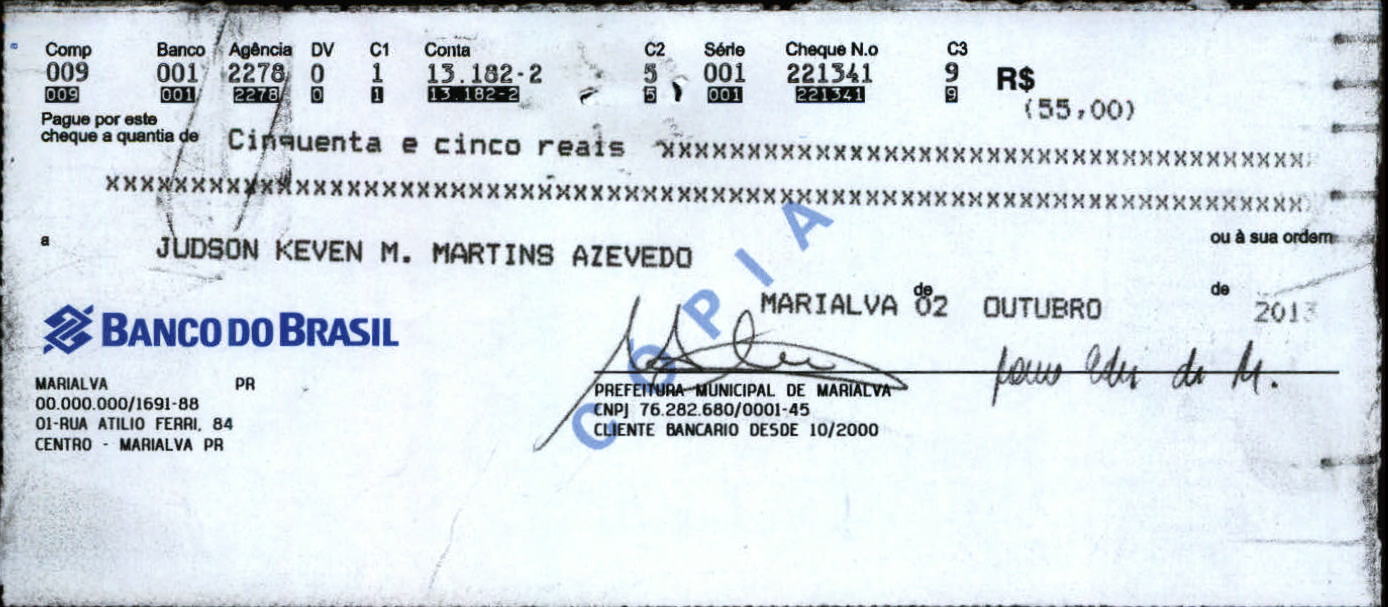 Comp Banco Agência DV C1 Conta C2 Série Cheque N.o C3
009 001 2278 0 1 13.182-2 5 001 221341 9 R$
009 001 2278 0 1 13.182-2 5 001 221341 9
(55,00)
Pague por este
cheque a quantia de Cinquenta e cinco reais xxxxxxxxxxxxxxxxxxxxxxxxxxxxxxxxxxxxxxxxxxxxxxxxxxxxx
xxxxxxxxxxxxxxxxxxxxxxxxxxxxxxxxxxxxxxxxxxxxxxxxxxxxxxxxxxxxxxxxxxxxxxxxxxxxxxxxxxxxxxxxxxxxxxxxxxx
a JUDSON KEVEN M. MARTINS AZEVEDO ou à sua ordem
MARIALVA de 02 OUTUBRO de 2013
BANCO DO BRASIL
MARIALVA PR
00.000.000/1691-88
01-RUA ATILIO FERRI, 84
CENTRO - MARIALVA PR
PREFEITURA MUNICIPAL DE MARIALVA
CNPJ 76.282.680/0001-45
CLIENTE BANCARIO DESDE 10/2000
COPIA